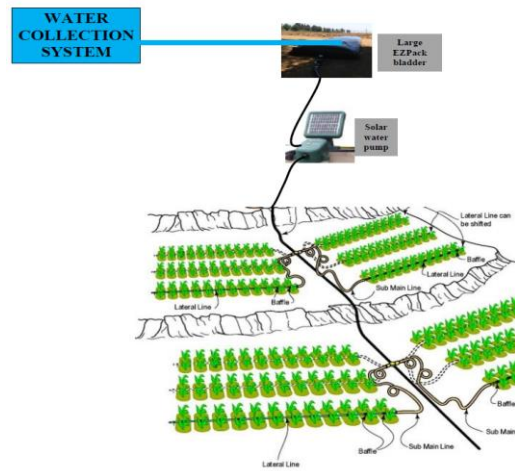 WATER
COLLECTION
SYSTEM
Large
EZPack
bladder
Solar
water
pump
Lateral Line can
be shifted
Baffle
Lateral Line
Sub Main Line
Baffle
Lateral Line
Baffle
Sub Main
Sub Main Line
Baffle
Lateral Line